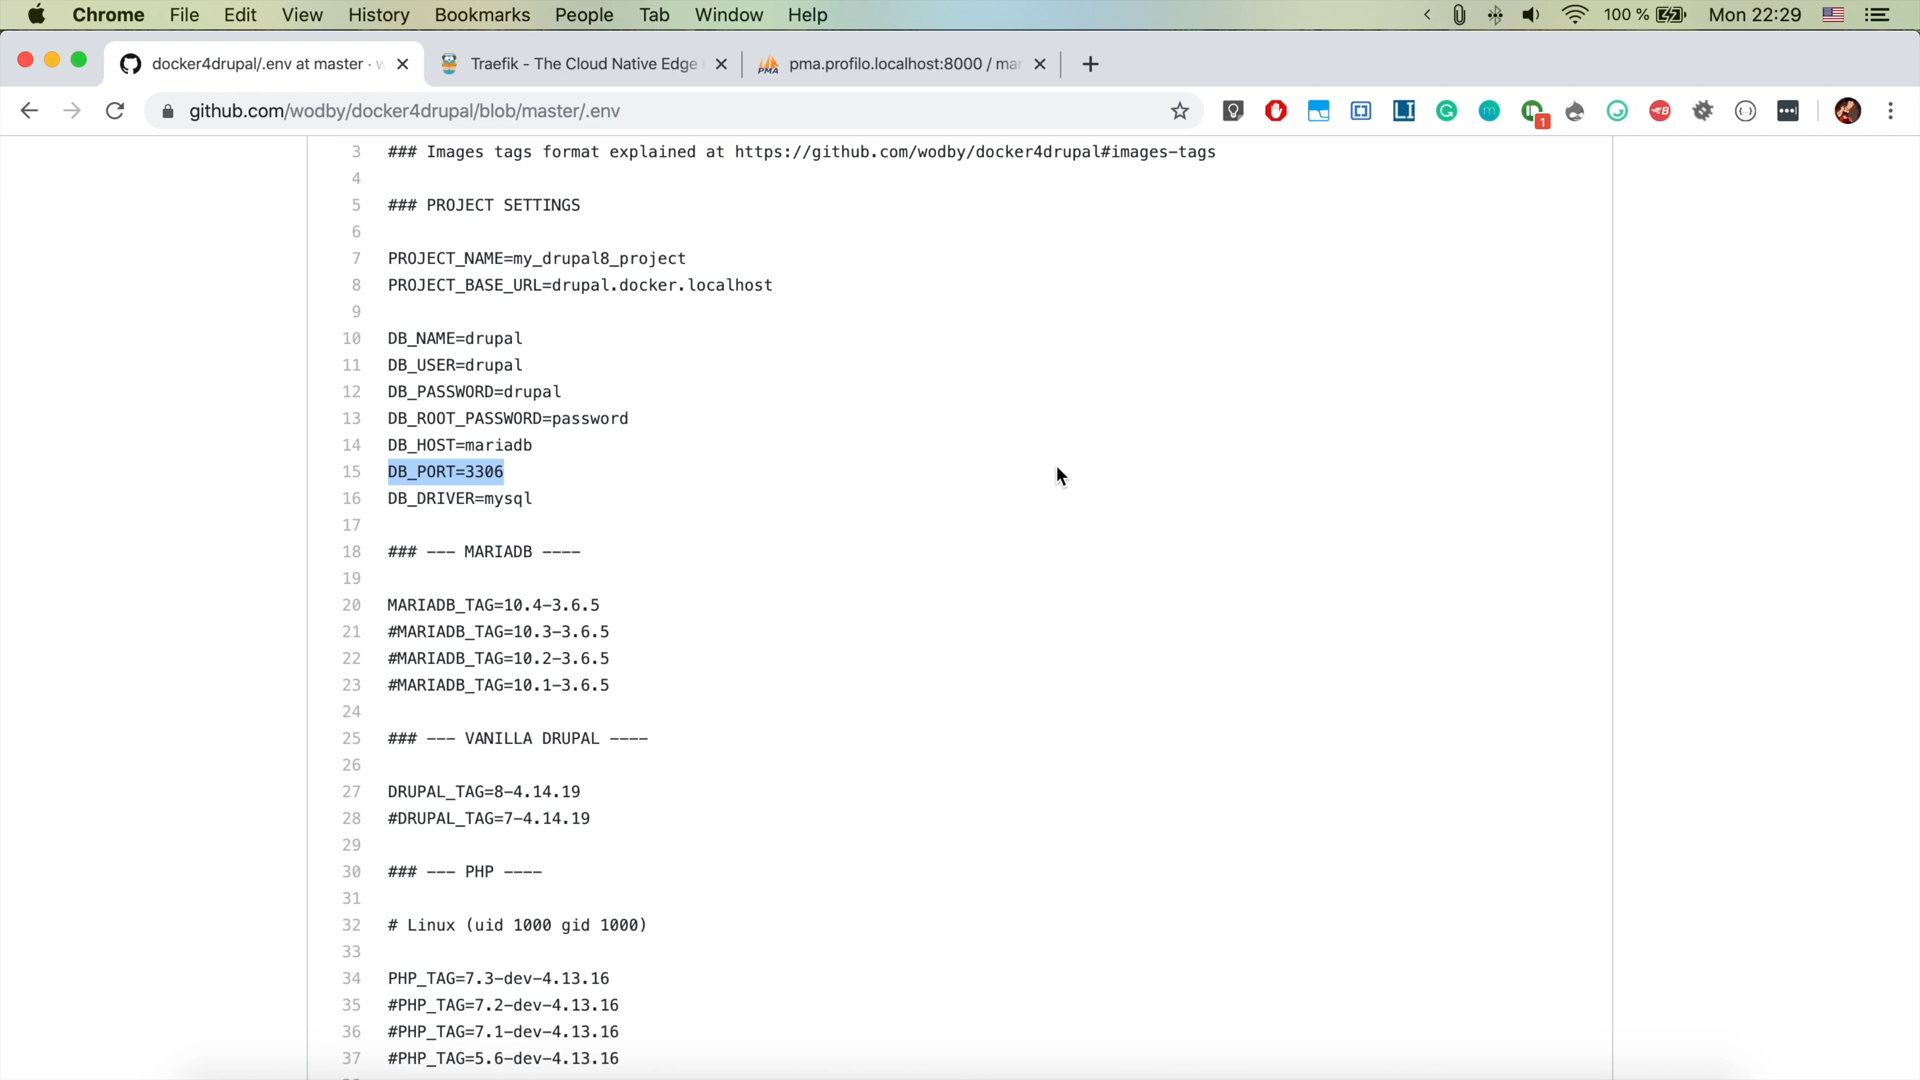 Chrome File Edit View History Bookmarks People Tab Window Help 100 % Mon 22:29
docker4drupal/.env at master · w Traefik - The Cloud Native Edge pma.profilo.localhost:8000 / ma
github.com/wodby/docker4drupal/blob/master/.env
3 ### Images tags format explained at https://github.com/wodby/docker4drupal#images-tags
4
5 ### PROJECT SETTINGS
6
7 PROJECT_NAME=my_drupal8_project
8 PROJECT_BASE_URL=drupal.docker.localhost
9
10 DB_NAME=drupal
11 DB_USER=drupal
12 DB_PASSWORD=drupal
13 DB_ROOT_PASSWORD=password
14 DB_HOST=mariadb
15 DB_PORT=3306
16 DB_DRIVER=mysql
17
18 ### --- MARIADB ----
19
20 MARIADB_TAG=10.4-3.6.5
21 #MARIADB_TAG=10.3-3.6.5
22 #MARIADB_TAG=10.2-3.6.5
23 #MARIADB_TAG=10.1-3.6.5
24
25 ### --- VANILLA DRUPAL ----
26
27 DRUPAL_TAG=8-4.14.19
28 #DRUPAL_TAG=7-4.14.19
29
30 ### --- PHP ----
31
32 # Linux (uid 1000 gid 1000)
33
34 PHP_TAG=7.3-dev-4.13.16
35 #PHP_TAG=7.2-dev-4.13.16
36 #PHP_TAG=7.1-dev-4.13.16
37 #PHP_TAG=5.6-dev-4.13.16